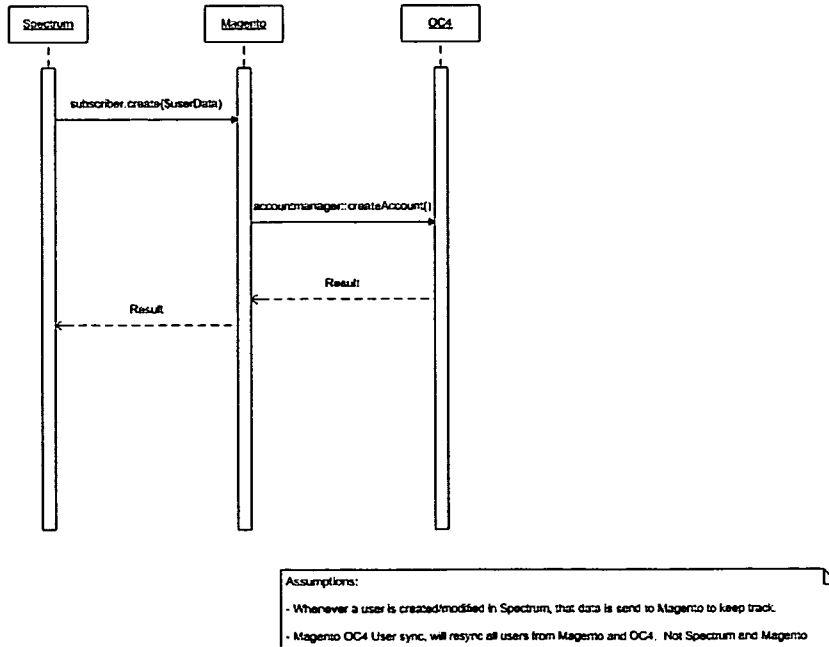 Spectrum
Magento
OC4
subscriber.create($userData)
accountmanager::createAccount()
Result
Result
Assumptions:
- Whenever a user is created/modified in Spectrum, that data is send to Magento to keep track.
- Magento OC4 User sync, will resync all users from Magento and OC4, Not Spectrum and Magento